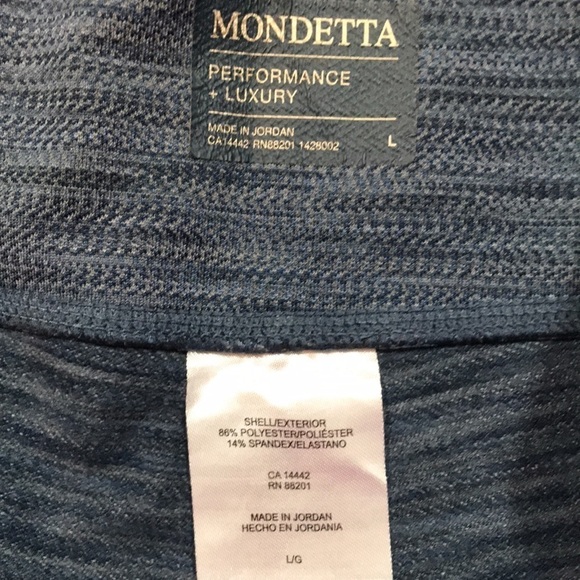 MONDETTA
PERFORMANCE
+ LUXURY
MADE IN JORDAN
CA14442 RN88201 1428002 L
SHELL/EXTERIOR
86% POLYESTER/POLIÉSTER
14% SPANDEX/ELASTANO
CA 14442
RN 88201
MADE IN JORDAN
HECHO EN JORDANIA
L/G